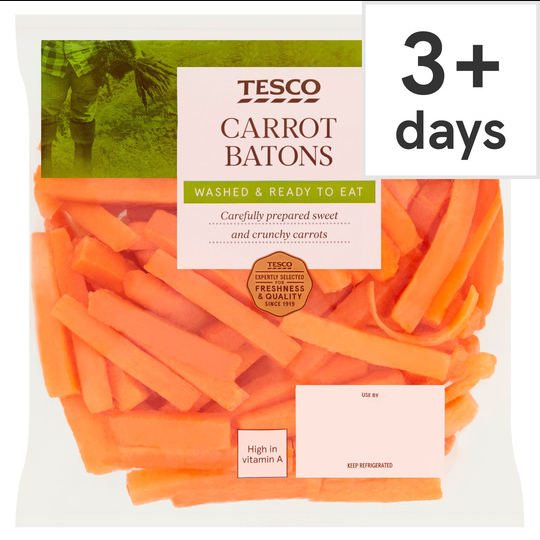 3+
days
TESCO
CARROT
BATONS
WASHED & READY TO EAT
Carefully prepared sweet
and crunchy carrots
TESCO
EXPERTLY SELECTED
FOR
FRESHNESS
& QUALITY
SINCE 1919
USE BY
High in
vitamin A
KEEP REFRIGERATED